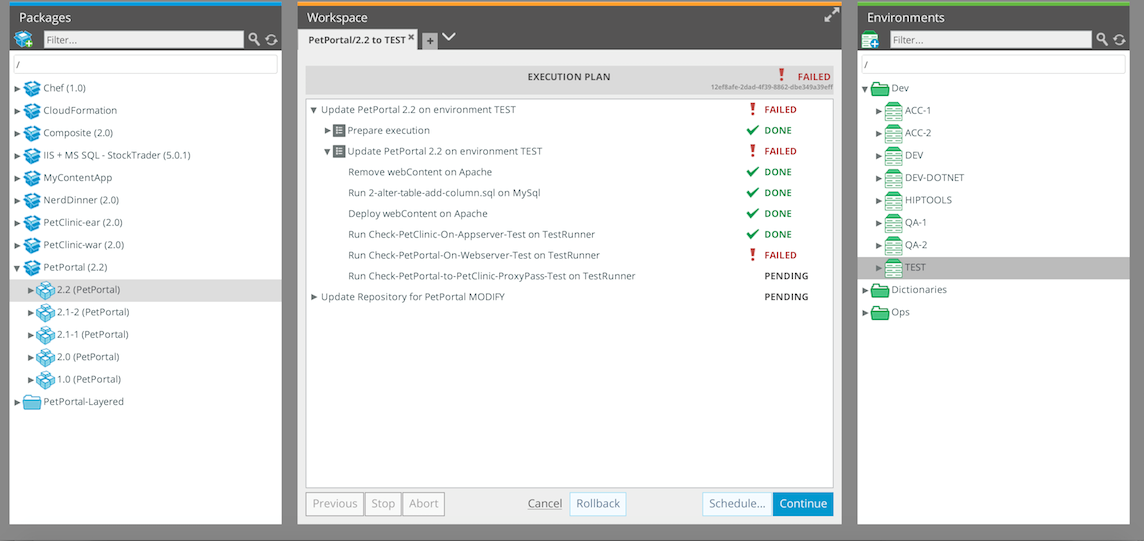 Packages
Filter...
/
Chef (1.0)
CloudFormation
Composite (2.0)
IIS + MS SQL - StockTrader (5.0.1)
MyContentApp
NerdDinner (2.0)
PetClinic-ear (2.0)
PetClinic-war (2.0)
PetPortal (2.2)
2.2 (PetPortal)
2.1-2 (PetPortal)
2.1-1 (PetPortal)
2.0 (PetPortal)
1.0 (PetPortal)
PetPortal-Layered
Workspace
PetPortal/2.2 to TEST
EXECUTION PLAN FAILED
12ef8afe-2dad-4f39-8862-dbe349a39eff
Update PetPortal 2.2 on environment TEST FAILED
Prepare execution DONE
Update PetPortal 2.2 on environment TEST FAILED
Remove webContent on Apache DONE
Run 2-alter-table-add-column.sql on MySql DONE
Deploy webContent on Apache DONE
Run Check-PetClinic-On-Appserver-Test on TestRunner DONE
Run Check-PetPortal-On-Webserver-Test on TestRunner FAILED
Run Check-PetPortal-to-PetClinic-ProxyPass-Test on TestRunner PENDING
Update Repository for PetPortal MODIFY PENDING
Previous Stop Abort Cancel Rollback Schedule... Continue
Environments
Filter...
/
Dev
ACC-1
ACC-2
DEV
DEV-DOTNET
HIPTOOLS
QA-1
QA-2
TEST
Dictionaries
Ops